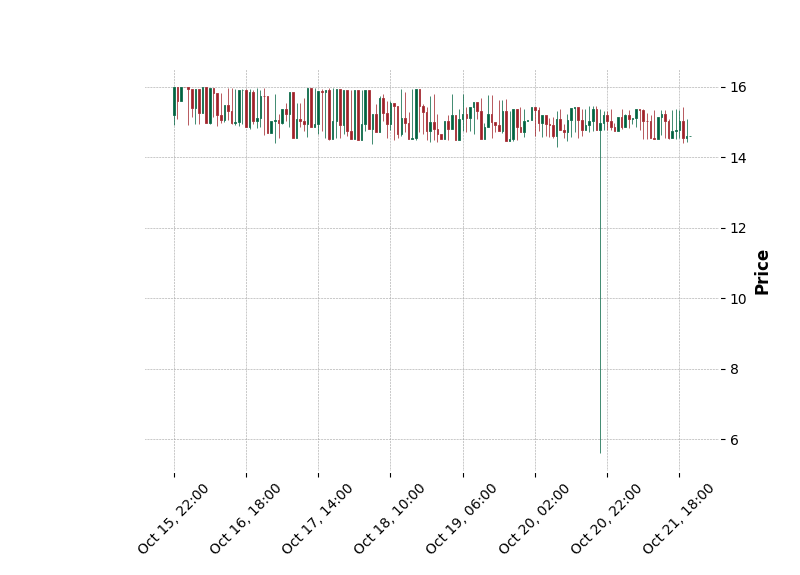 16
14
12
10
8
6
Price
Oct 15, 22:00
Oct 16, 18:00
Oct 17, 14:00
Oct 18, 10:00
Oct 19, 06:00
Oct 20, 02:00
Oct 20, 22:00
Oct 21, 18:00